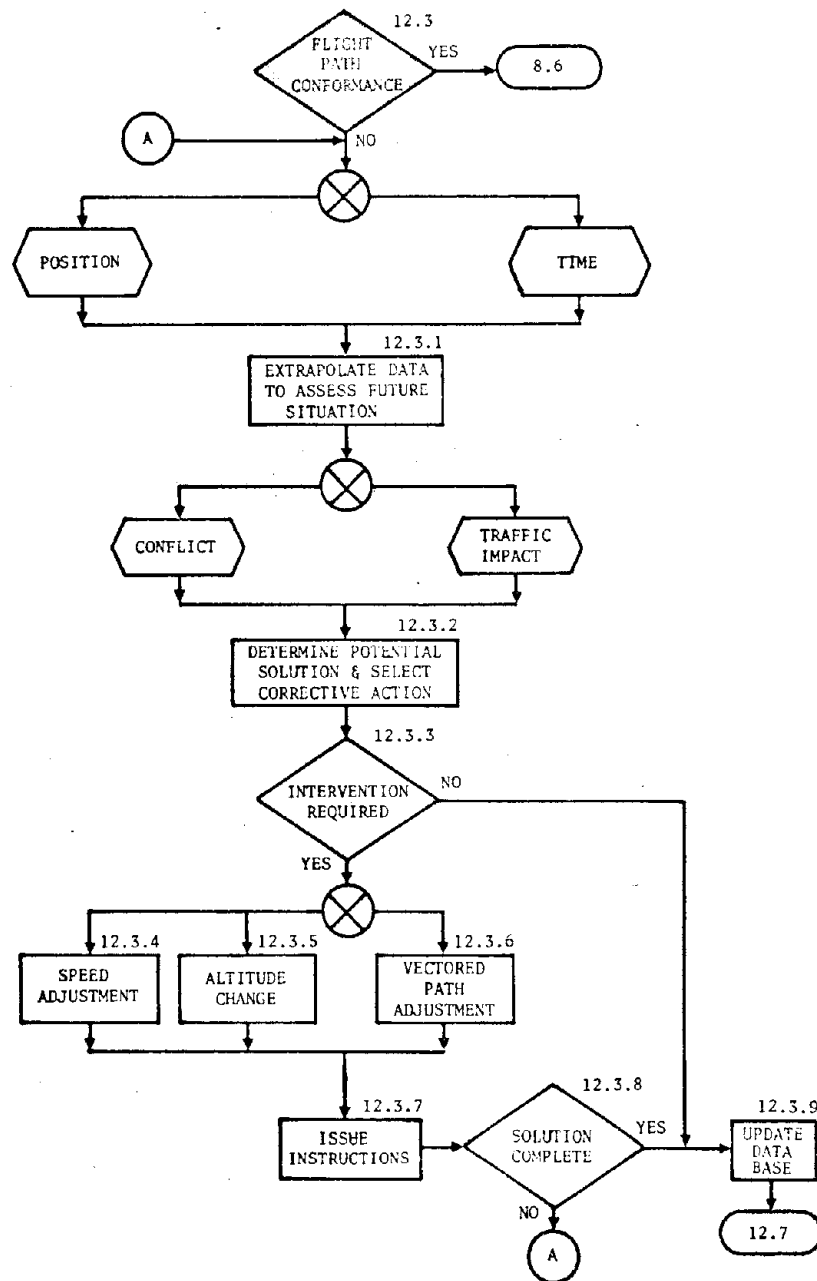 12.3
FLIGHT
PATH
CONFORMANCE
YES
8.6
A
NO
POSITION
TIME
12.3.1
EXTRAPOLATE DATA
TO ASSESS FUTURE
SITUATION
CONFLICT
TRAFFIC
IMPACT
12.3.2
DETERMINE POTENTIAL
SOLUTION & SELECT
CORRECTIVE ACTION
12.3.3
INTERVENTION
REQUIRED
NO
YES
12.3.4
SPEED
ADJUSTMENT
12.3.5
ALTITUDE
CHANGE
12.3.6
VECTORED
PATH
ADJUSTMENT
12.3.7
ISSUE
INSTRUCTIONS
12.3.8
SOLUTION
COMPLETE
YES
NO
A
12.3.9
UPDATE
DATA
BASE
12.7